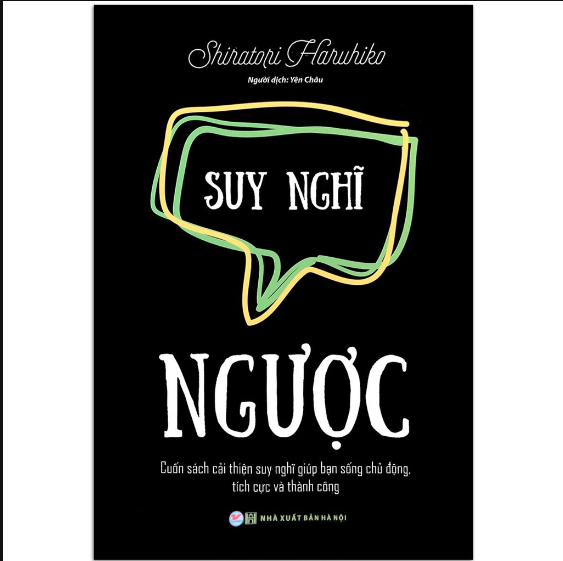 Shiratori Haruhiko
Người dịch: Yên Châu
SUY NGHĨ
NGƯỢC
Cuốn sách cải thiện suy nghĩ giúp bạn sống chủ động,
tích cực và thành công
NHÀ XUẤT BẢN HÀ NỘI